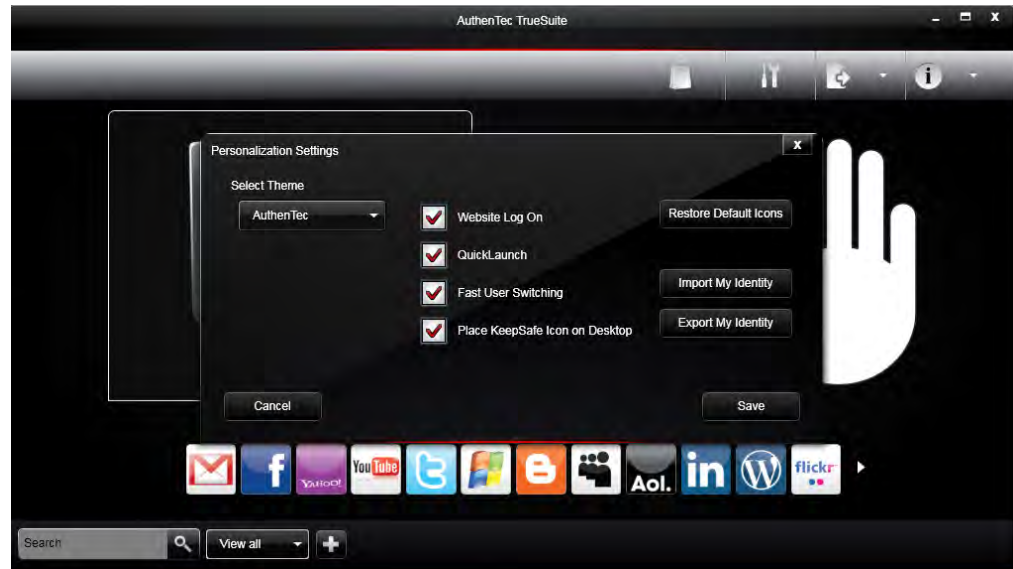 AuthenTec TrueSuite
Personalization Settings
Select Theme
AuthenTec
Website Log On
Restore Default Icons
QuickLaunch
Fast User Switching
Import My Identity
Place KeepSafe Icon on Desktop
Export My Identity
Cancel
Save
YAHOO!
You Tube
Aol.
in
flickr
Search
View all